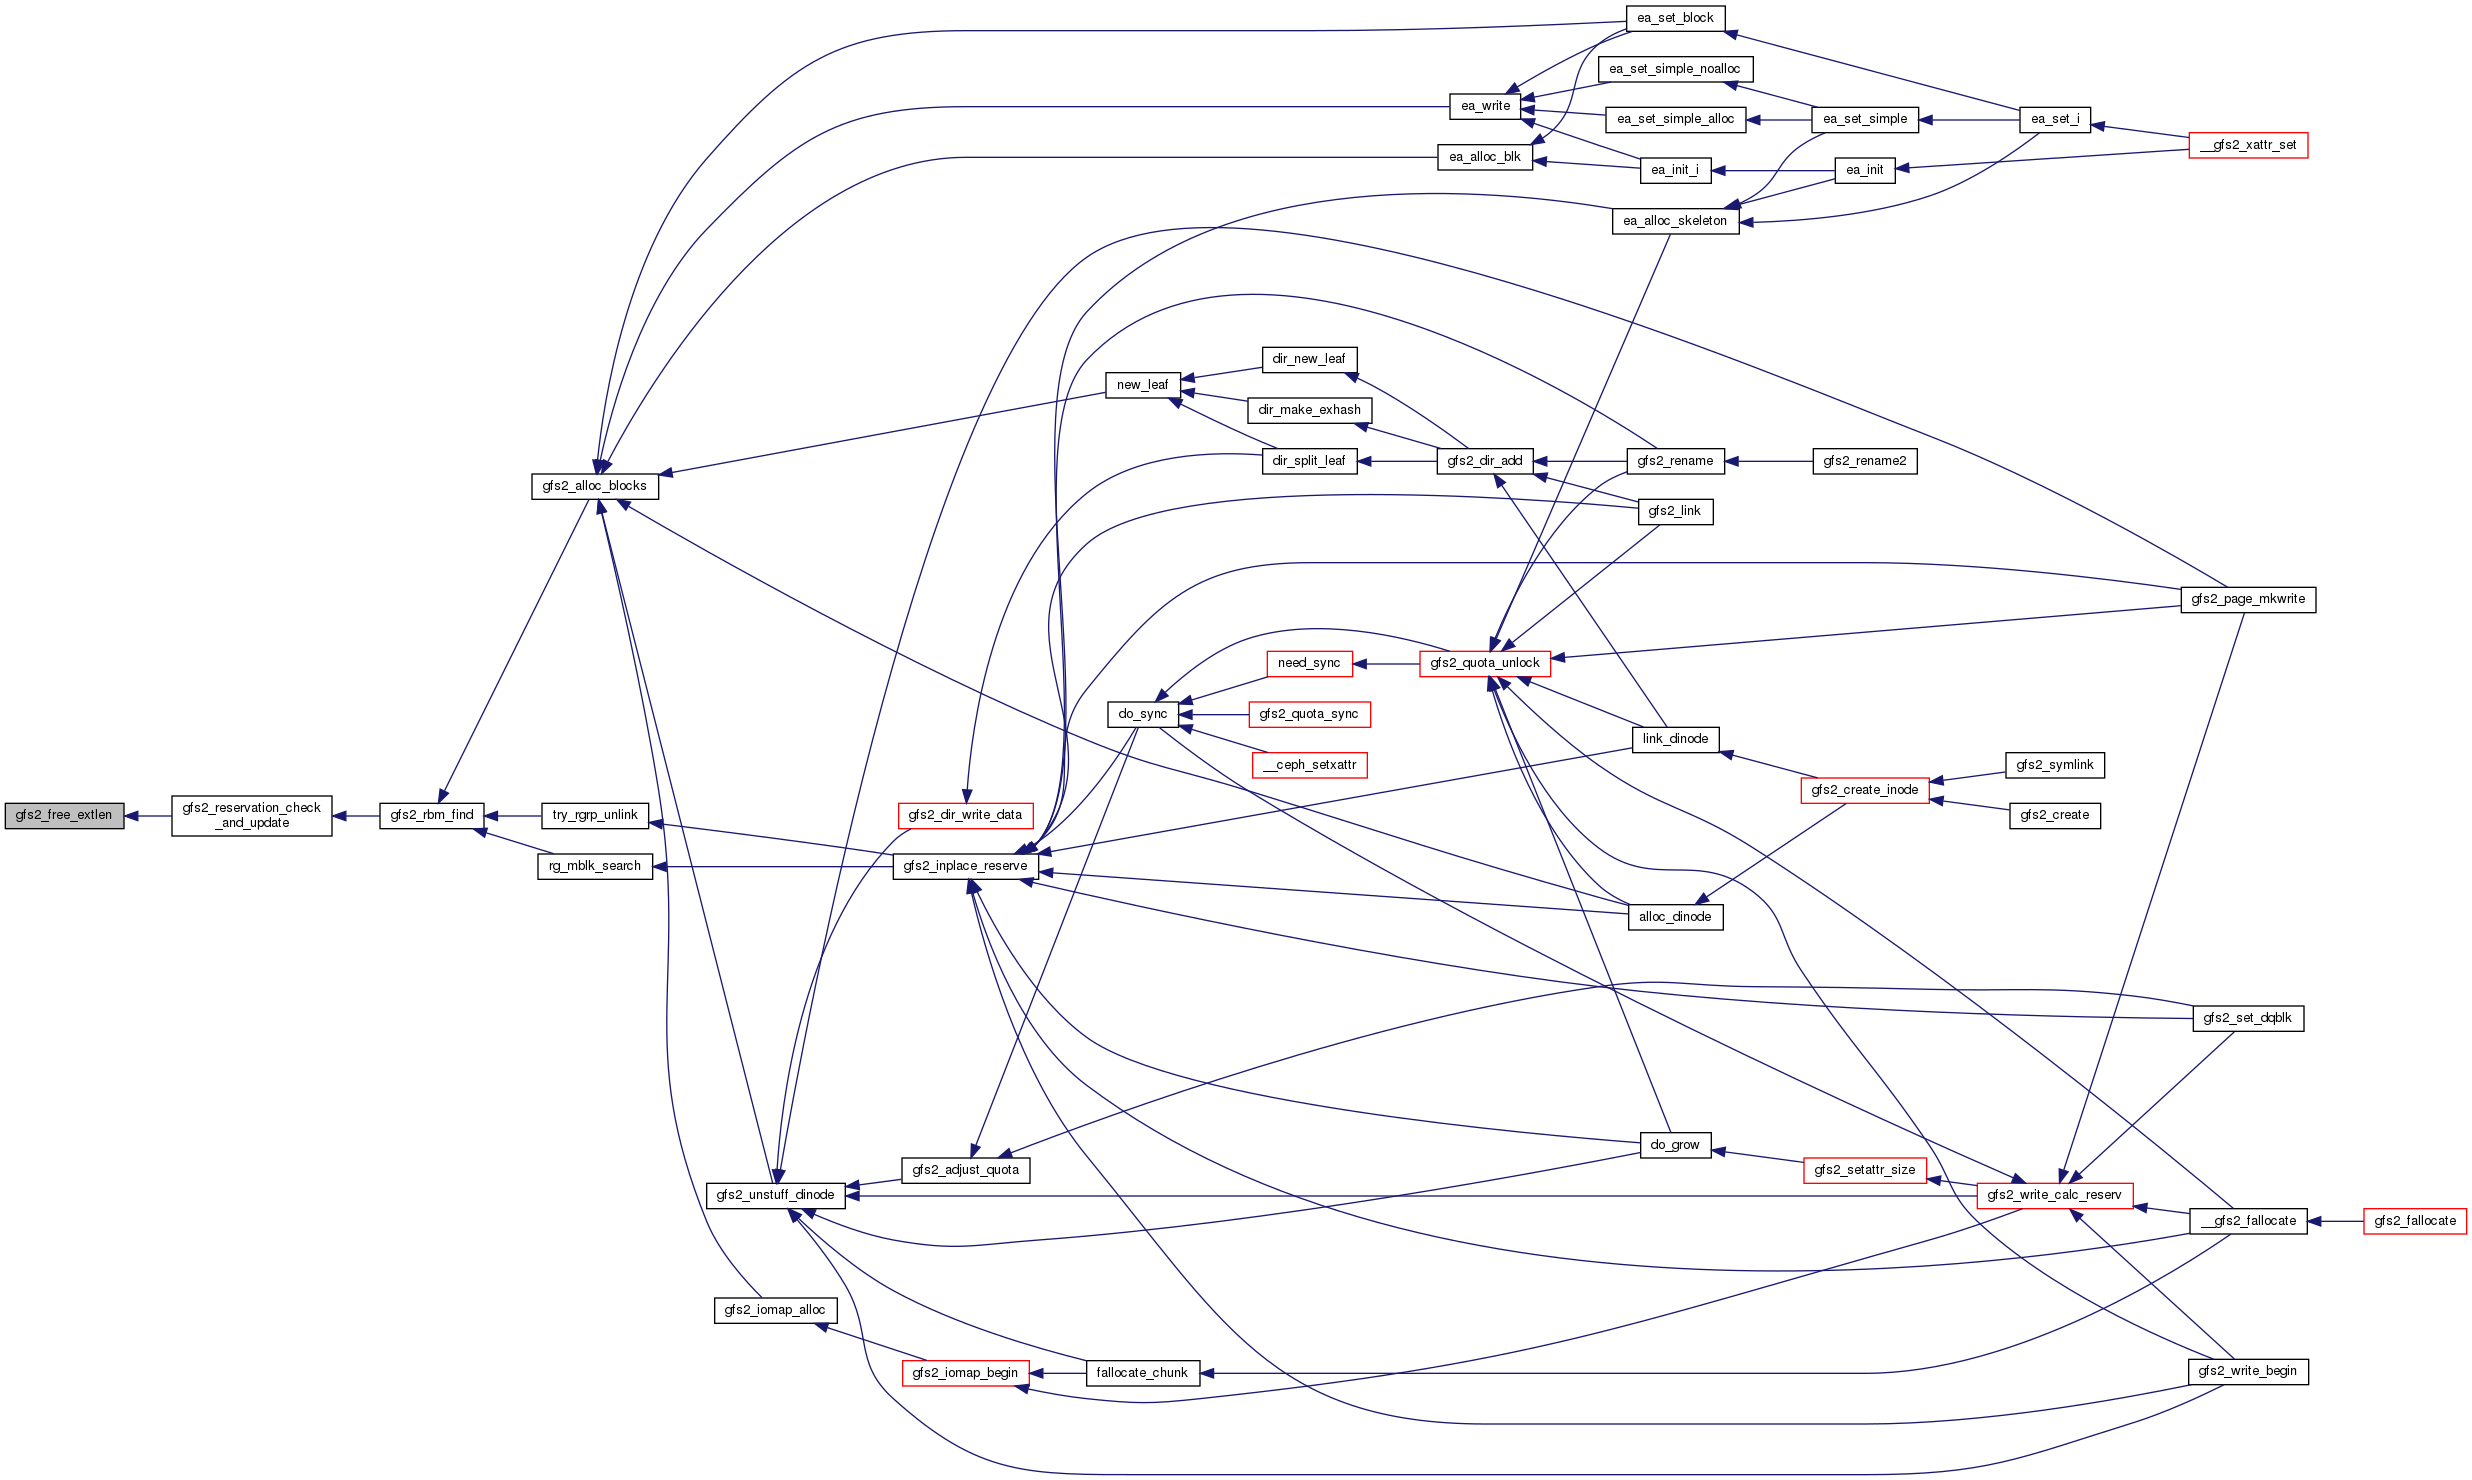 gfs2_free_extlen
gfs2_reservation_check
_and_update
gfs2_rbm_find
gfs2_alloc_blocks
try_rgrp_unlink
rg_mblk_search
gfs2_unstuff_dinode
gfs2_iomap_alloc
gfs2_dir_write_data
gfs2_inplace_reserve
gfs2_adjust_quota
gfs2_iomap_begin
new_leaf
do_sync
fallocate_chunk
dir_new_leaf
dir_make_exhash
dir_split_leaf
need_sync
gfs2_quota_sync
__ceph_setxattr
ea_write
ea_alloc_blk
gfs2_dir_add
gfs2_quota_unlock
ea_set_block
ea_set_simple_noalloc
ea_set_simple_alloc
ea_init_i
ea_alloc_skeleton
gfs2_rename
gfs2_link
link_dinode
alloc_dinode
do_grow
ea_set_simple
ea_init
gfs2_rename2
gfs2_create_inode
gfs2_setattr_size
ea_set_i
gfs2_symlink
gfs2_create
gfs2_write_calc_reserv
__gfs2_xattr_set
gfs2_page_mkwrite
gfs2_set_dqblk
__gfs2_fallocate
gfs2_write_begin
gfs2_fallocate